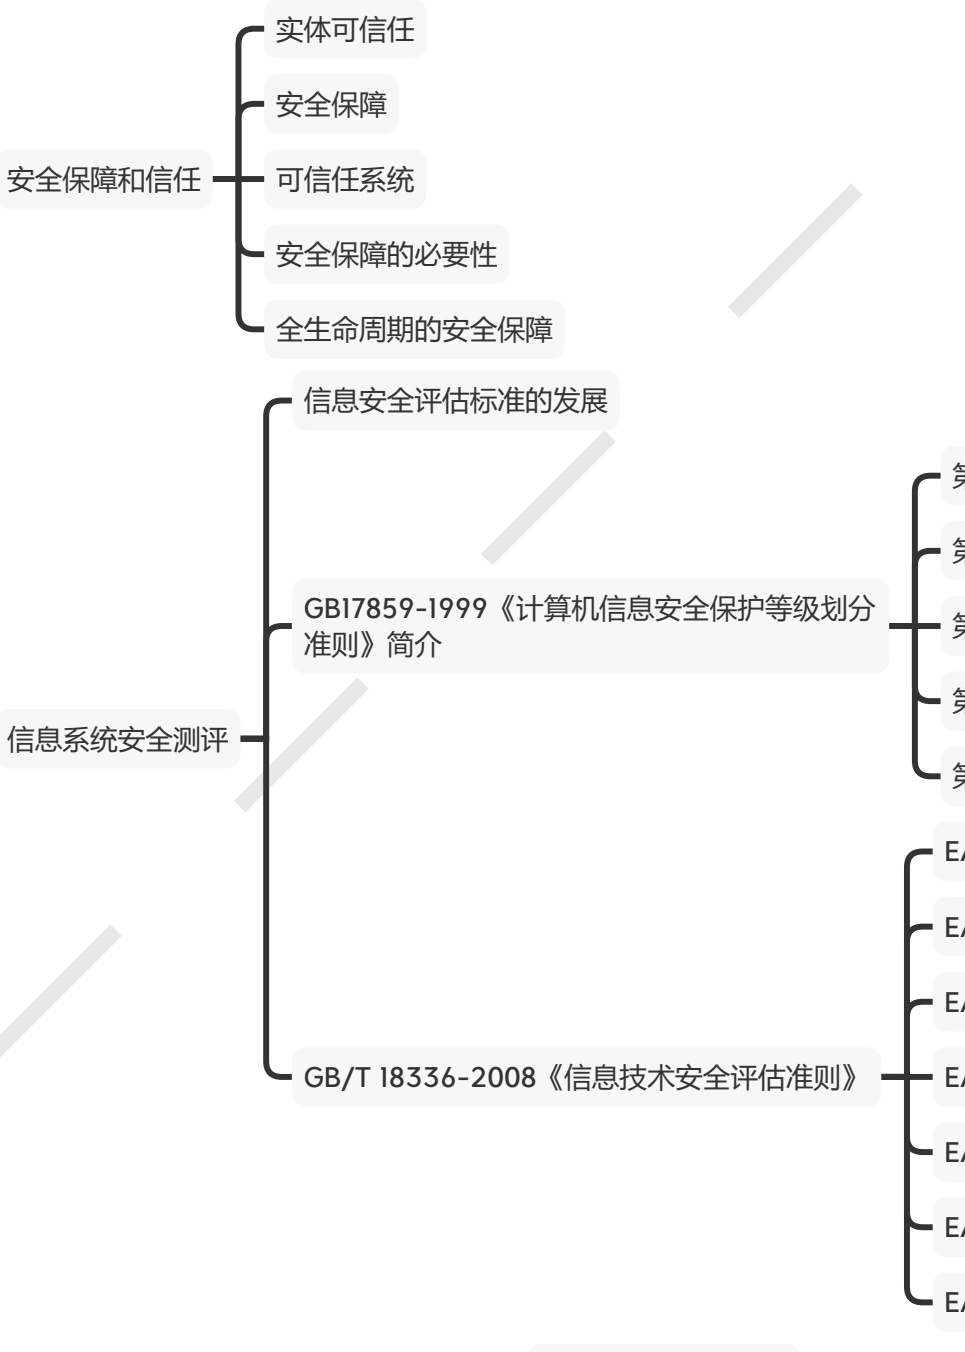 实体可信任
安全保障
安全保障和信任
可信任系统
安全保障的必要性
全生命周期的安全保障
信息安全评估标准的发展
GB17859-1999《计算机信息安全保护等级划分
准则》简介
信息系统安全测评
GB/T 18336-2008《信息技术安全评估准则》